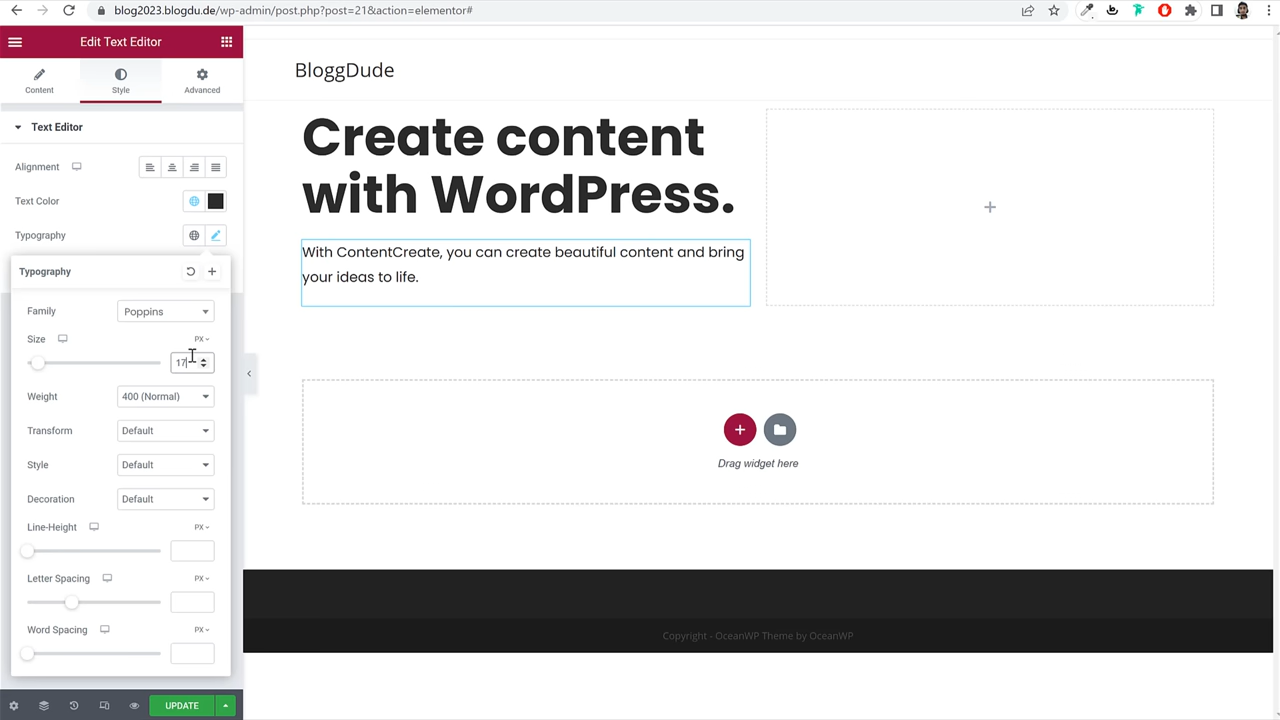 blog2023.blogdu.de/wp-admin/post.php?post=21&action=elementor#
Edit Text Editor
Content
Style
Advanced
Text Editor
Alignment
Text Color
Typography
Typography
Family
Poppins
Size
PX
17
Weight
400 (Normal)
Transform
Default
Style
Default
Decoration
Default
Line-Height
PX
Letter Spacing
PX
Word Spacing
PX
UPDATE
BloggDude
Create content
with WordPress.
With ContentCreate, you can create beautiful content and bring
your ideas to life.
Drag widget here
Copyright - OceanWP Theme by OceanWP